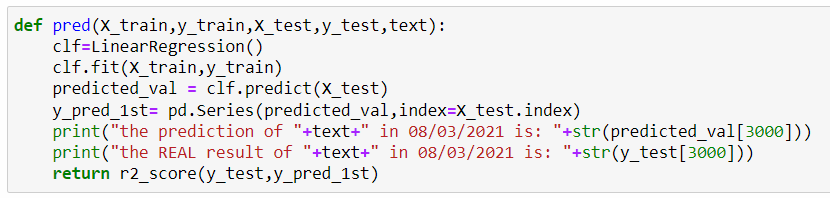 def pred(X_train,y_train,X_test,y_test,text):
    clf=LinearRegression()
    clf.fit(X_train,y_train)
    predicted_val = clf.predict(X_test)
    y_pred_1st= pd.Series(predicted_val,index=X_test.index)
    print("the prediction of "+text+" in 08/03/2021 is: "+str(predicted_val[3000]))
    print("the REAL result of "+text+" in 08/03/2021 is: "+str(y_test[3000]))
    return r2_score(y_test,y_pred_1st)